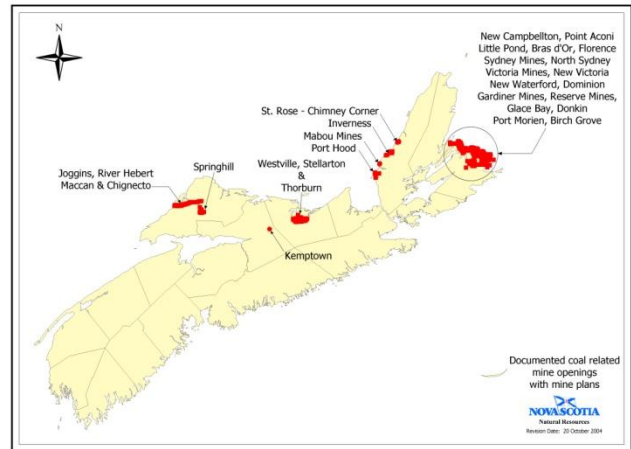 N
New Campbellton, Point Aconi
Little Pond, Bras d'Or, Florence
Sydney Mines, North Sydney
Victoria Mines, New Victoria
New Waterford, Dominion
Gardiner Mines, Reserve Mines,
Glace Bay, Donkin
Port Morien, Birch Grove
St. Rose - Chimney Corner
Inverness
Mabou Mines
Port Hood
Joggins, River Hebert
Maccan & Chignecto
Springhill
Westville, Stellarton
&
Thorburn
Kemptown
Documented coal related
mine openings
with mine plans
NOVA SCOTIA
Natural Resources
Revision Date: 20 October 2004